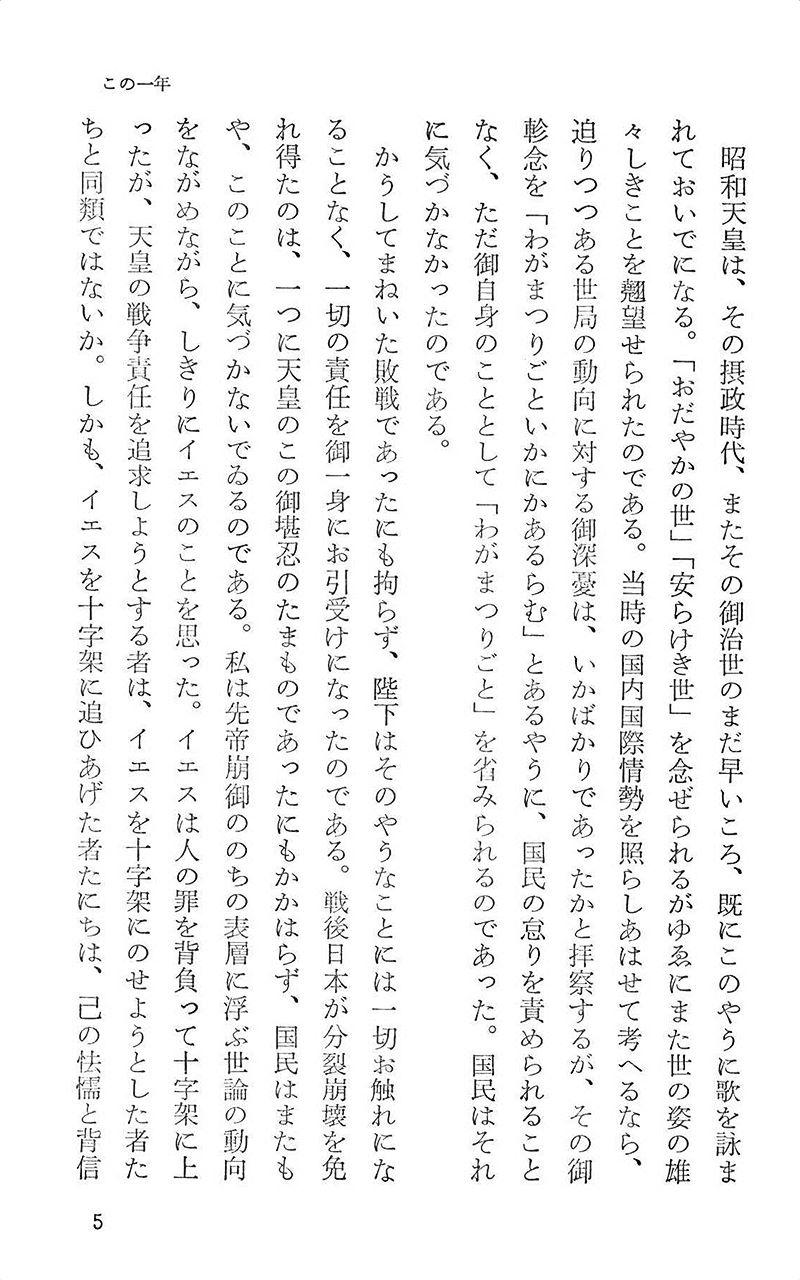 この一年
昭和天皇は、その摂政時代、またその御治世のまだ早いころ、既にこのやうに歌を詠ま
れておいでになる。「おだやかの世」「安らけき世」を念ぜられるがゆゑにまた世の姿の雄
々しきことを翹望せられたのである。当時の国内国際情勢を照らしあはせて考へるなら、
迫りつつある世局の動向に対する御深憂は、いかばかりであったかと拝察するが、その御
軫念を「わがまつりごといかにかあるらむ」とあるやうに、国民の怠りを責められること
なく、ただ御自身のこととして「わがまつりごと」を省みられるのであった。国民はそれ
に気づかなかったのである。
かうしてまねいた敗戦であったにも拘らず、陛下はそのやうなことには一切お触れにな
ることなく、一切の責任を御一身にお引受けになったのである。戦後日本が分裂崩壊を免
れ得たのは、一つに天皇のこの御堪忍のたまものであったにもかかはらず、国民はまたも
や、このことに気づかないでゐるのである。私は先帝崩御ののちの表層に浮ぶ世論の動向
をながめながら、しきりにイエスのことを思った。イエスは人の罪を背負って十字架に上
ったが、天皇の戦争責任を追求しようとする者は、イエスを十字架にのせようとした者た
ちと同類ではないか。しかも、イエスを十字架に追ひあげた者たにちは、己の怯懦と背信
5